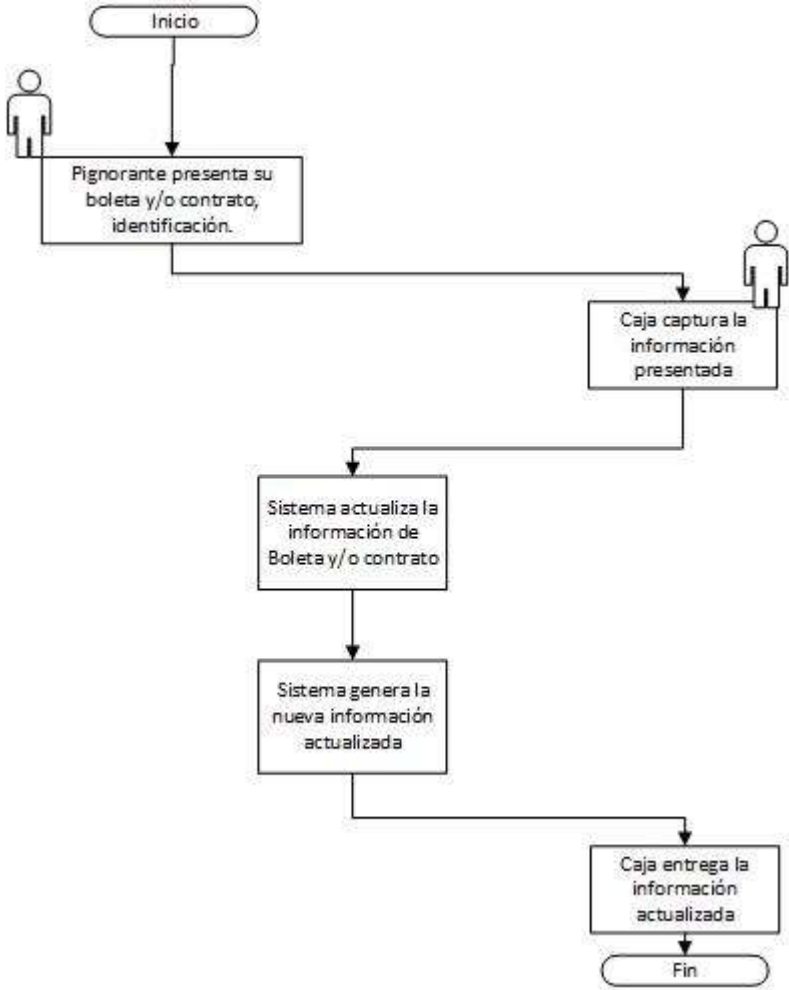 Inicio
Pignorante presenta su
boleta y/o contrato,
identificación.
Caja captura la
información
presentada
Sistema actualiza la
información de
Boleta y/o contrato
Sistema genera la
nueva información
actualizada
Caja entrega la
información
actualizada
Fin